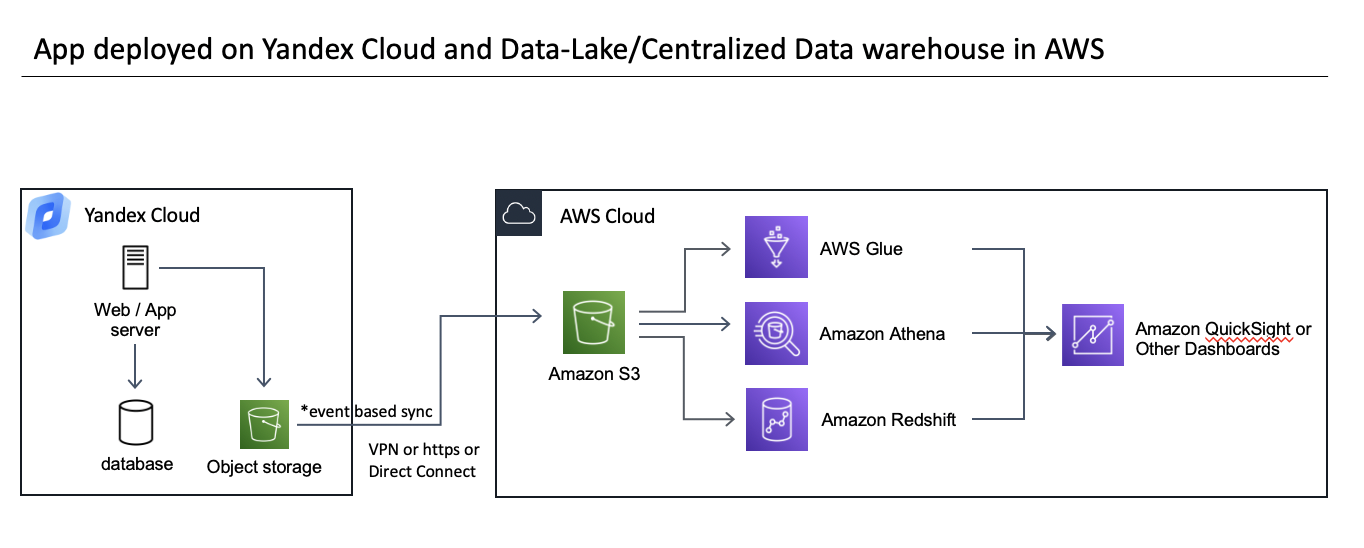 App deployed on Yandex Cloud and Data-Lake/Centralized Data warehouse in AWS
Yandex Cloud
Web / App
server
database
Object storage
*event based sync
VPN or https or
Direct Connect
AWS Cloud
Amazon S3
AWS Glue
Amazon Athena
Amazon Redshift
Amazon QuickSight or
Other Dashboards